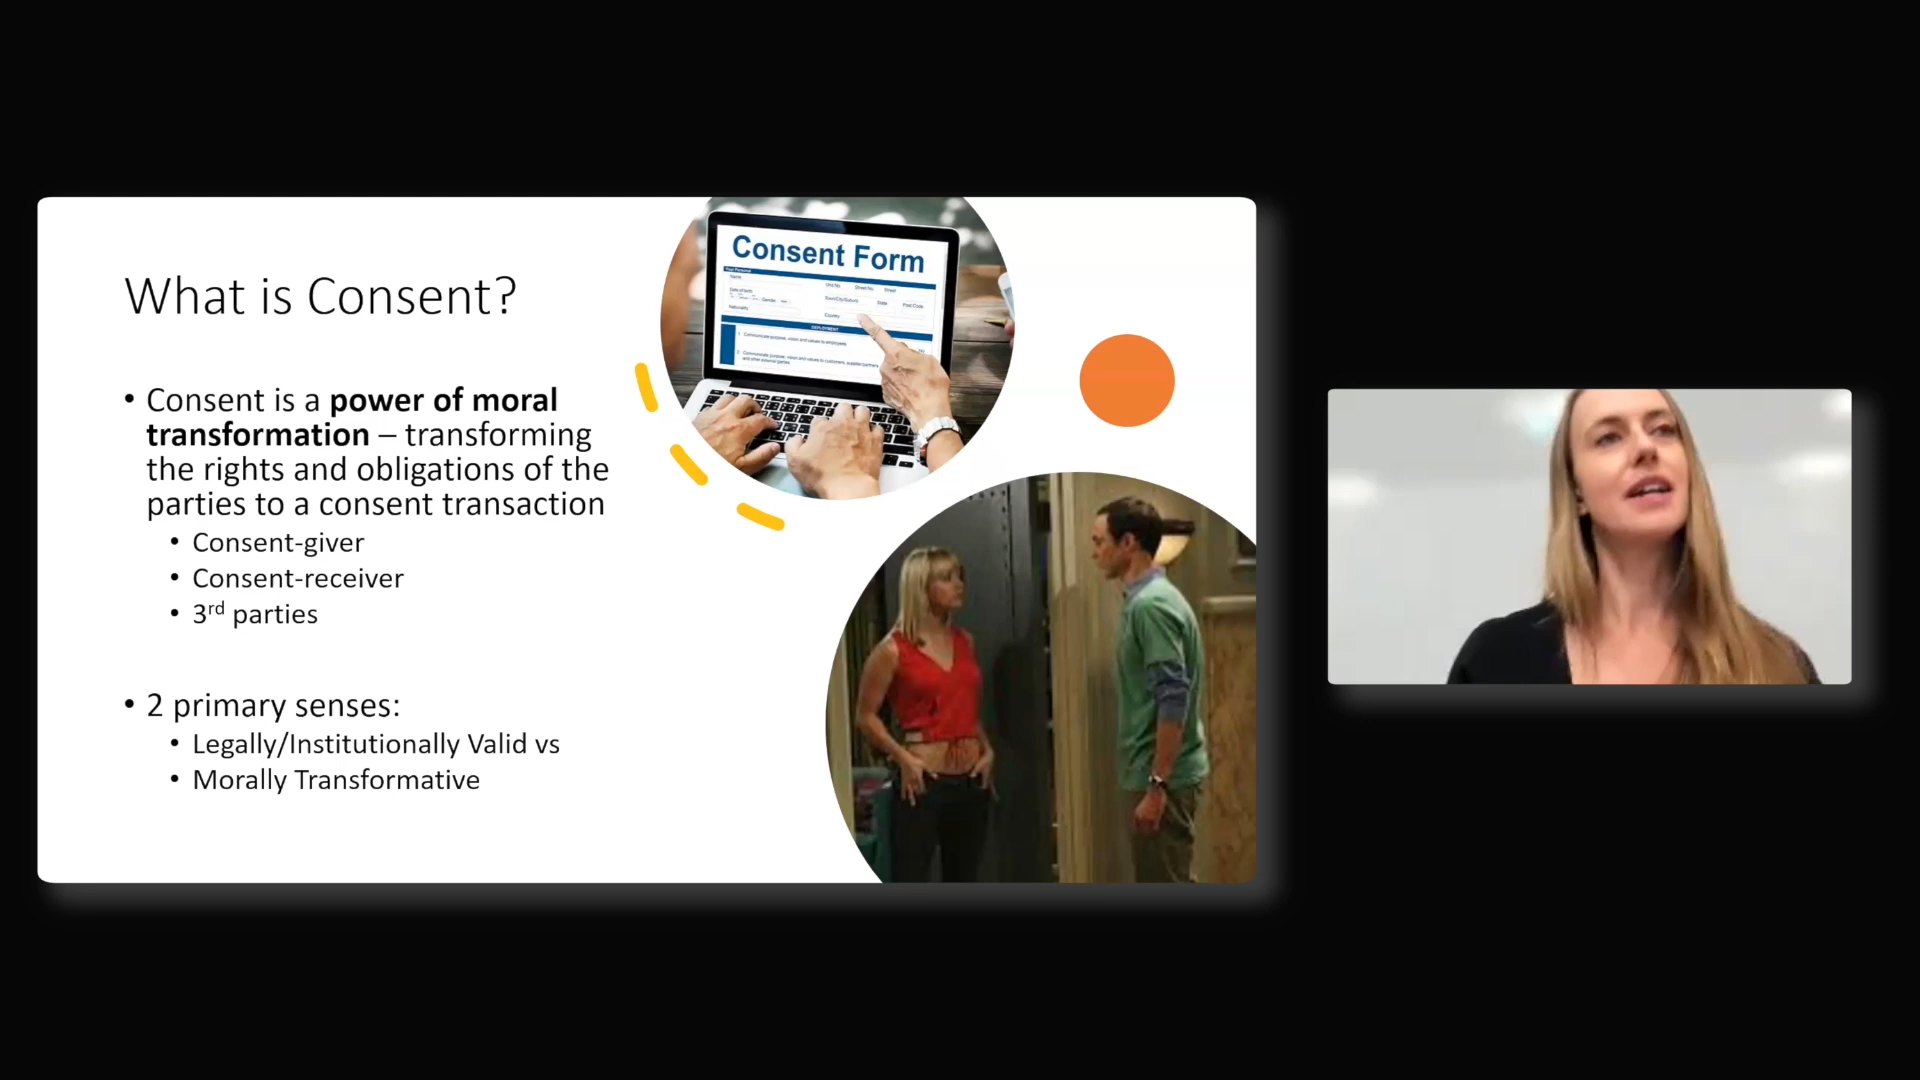 What is Consent?
• Consent is a power of moral
transformation – transforming
the rights and obligations of the
parties to a consent transaction
• Consent-giver
• Consent-receiver
• 3rd parties
• 2 primary senses:
• Legally/Institutionally Valid vs
• Morally Transformative
Consent Form